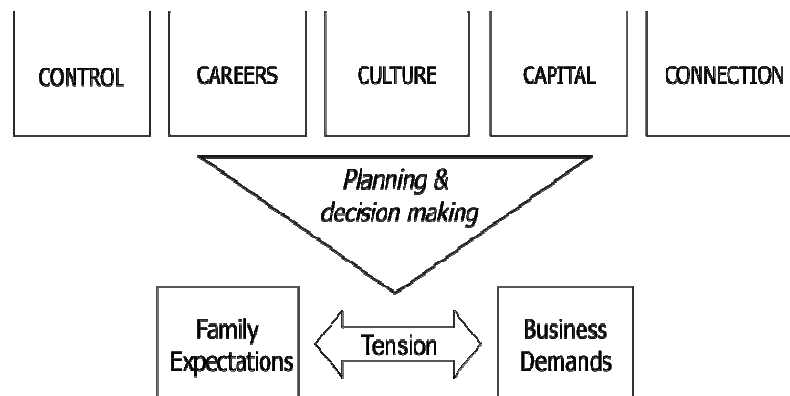 CONTROL
CAREERS
CULTURE
CAPITAL
CONNECTION
Planning &
decision making
Family
Expectations
Tension
Business
Demands